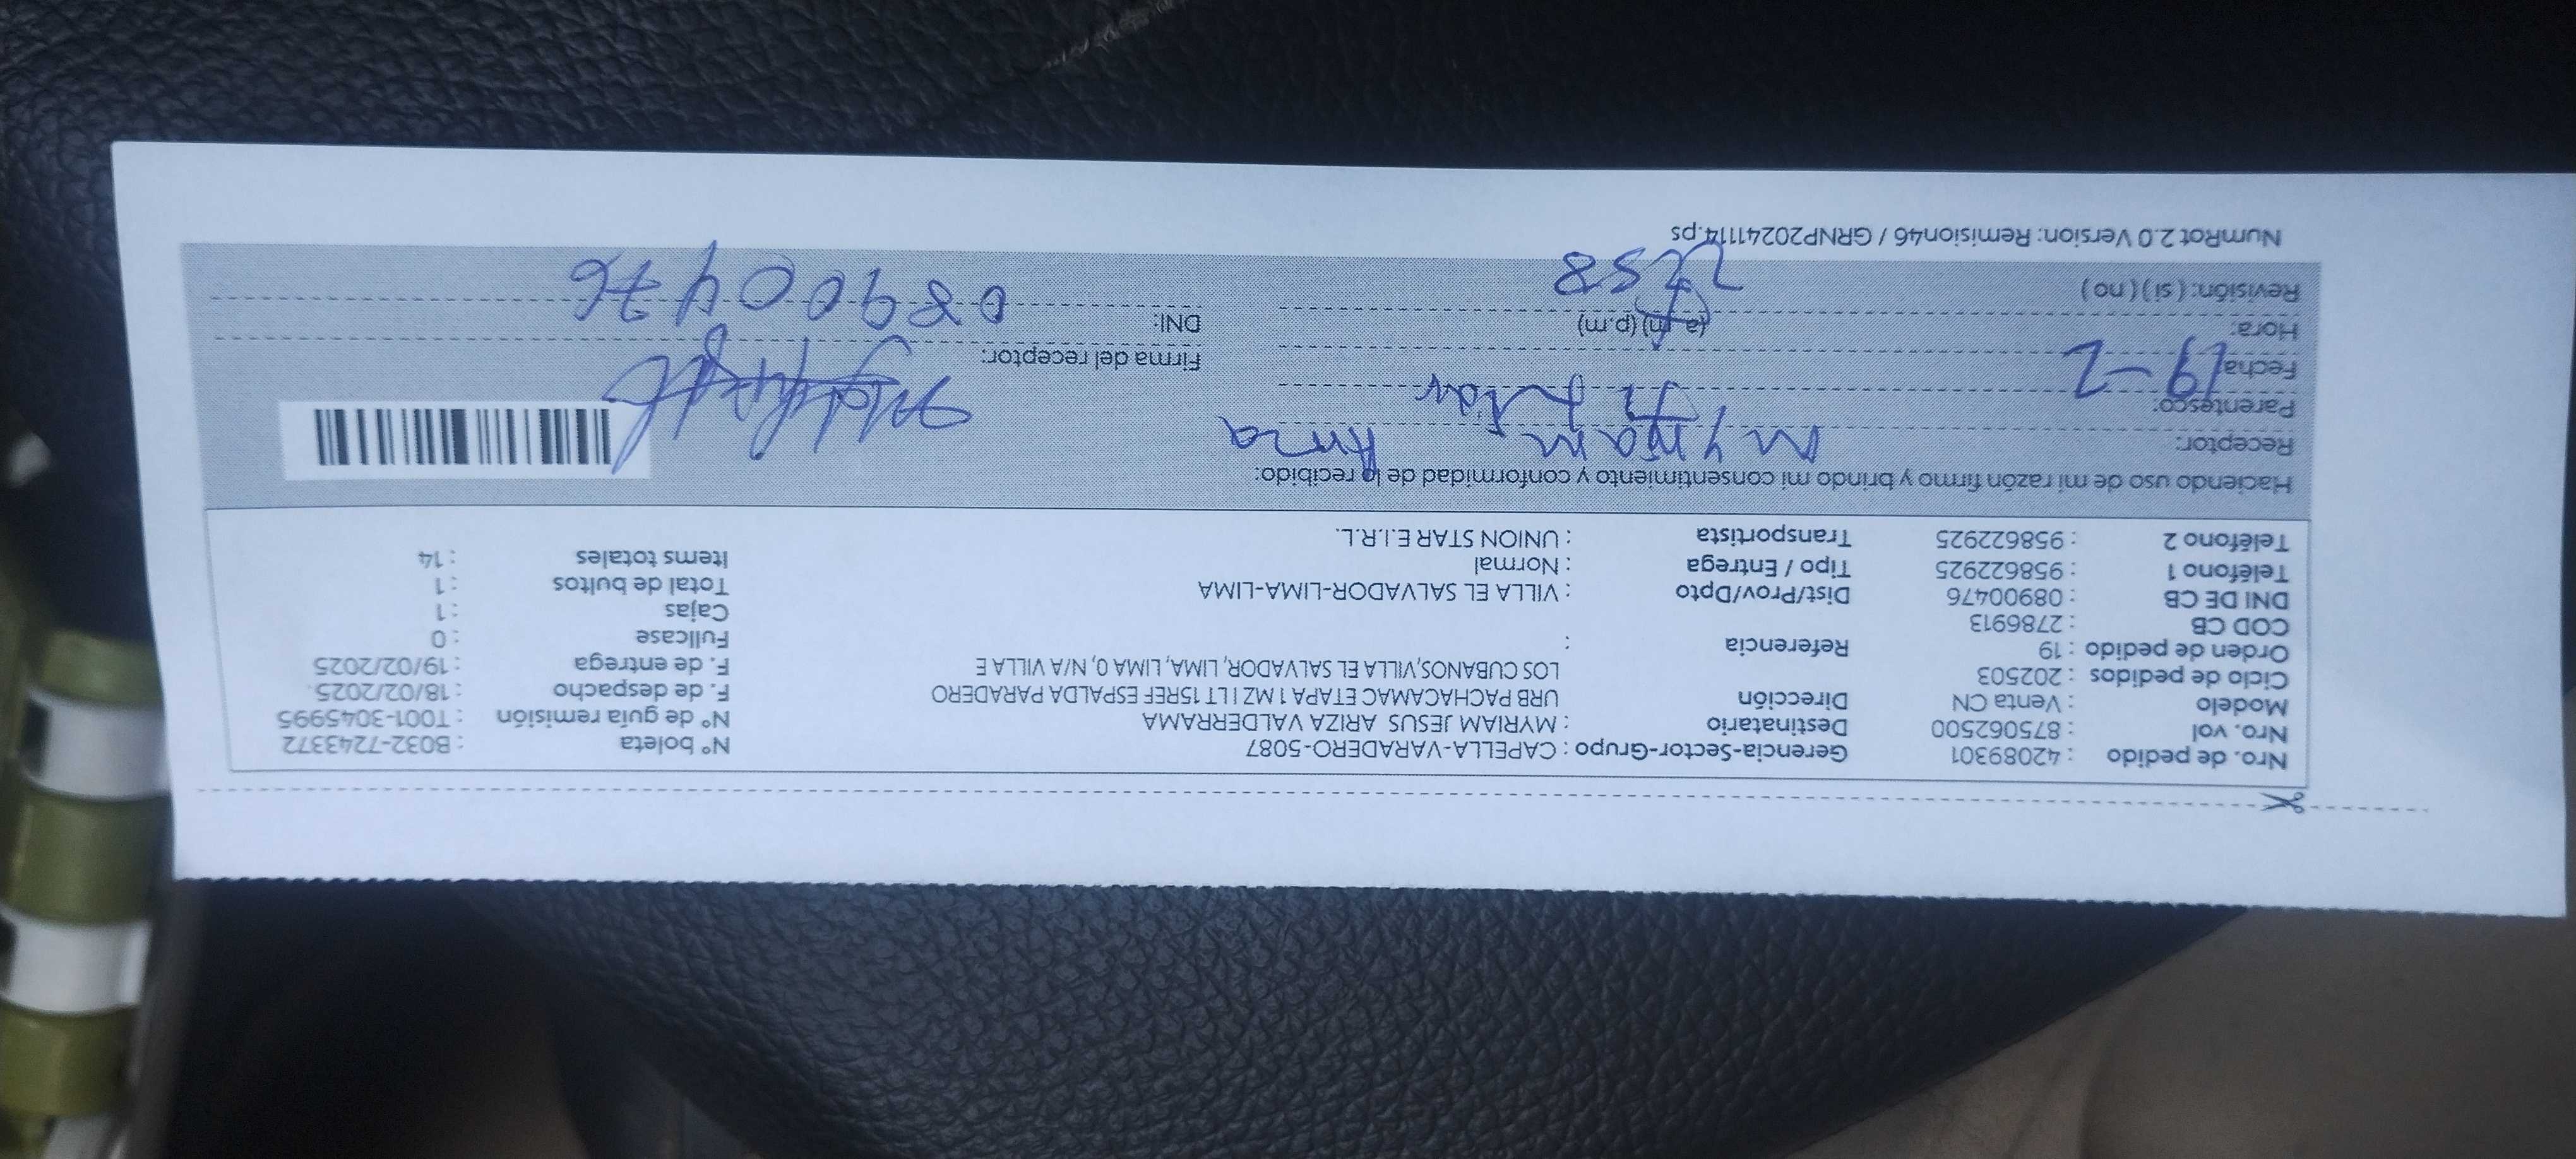 Nro. de pedido : 42089301 Gerencia-Sector-Grupo : CAPELLA-VARADERO-5087 N° boleta : B032-7243372
Nro. vol : 875062500 Destinatario : MYRIAM JESUS ARIZA VALDERRAMA N° de guía remisión : T001-3045995
Modelo : Venta CN Dirección URB PACHACAMAC ETAPA 1 MZ I LT 15REF ESPALDA PARADERO F. de despacho : 18/02/2025
Ciclo de pedidos : 202503 LOS CUBANOS,VILLA EL SALVADOR, LIMA, LIMA 0, N/A VILLA E F. de entrega : 19/02/2025
Orden de pedido : 19 Referencia : Fullcase : 0
COD CB : 2786913 Cajas : 1
DNI DE CB : 08900476 Dist/Prov/Dpto : VILLA EL SALVADOR-LIMA-LIMA Total de bultos : 1
Teléfono 1 : 958622925 Tipo / Entrega : Normal Items totales : 14
Teléfono 2 : 958622925 Transportista : UNION STAR E.I.R.L.
Haciendo uso de mi razón firmo y brindo mi consentimiento y conformidad de lo recibido:
Receptor: Myriam Ariza
Parentesco: Titular
Fecha: 19-2 Firma del receptor:
Hora: (a.m) (p.m) DNI: 08900476
Revisión: ( si ) ( no )
NumRot 2.0 Version: Remision46 / GRNP20241114.ps